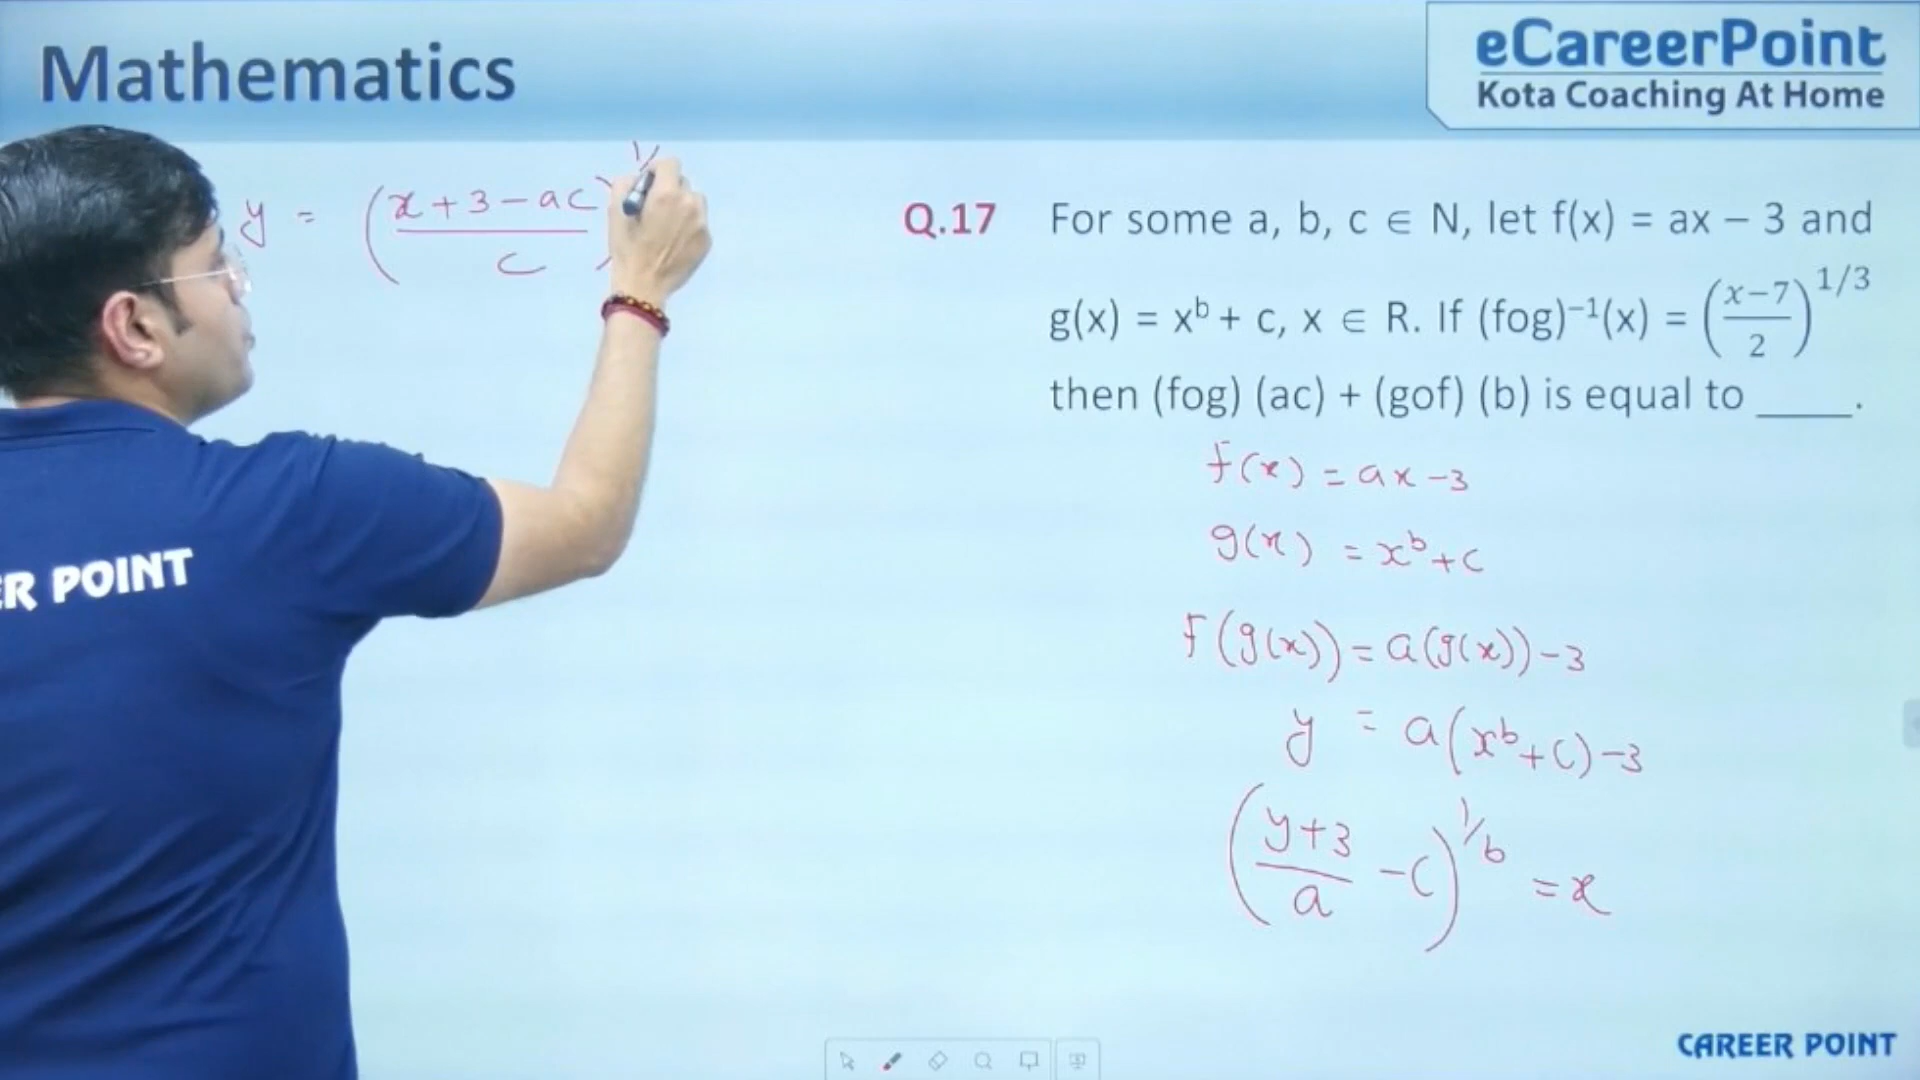 Mathematics
eCareerPoint
Kota Coaching At Home
y = (x+3-ac/c)^1/
Q.17 For some a, b, c ∈ N, let f(x) = ax – 3 and
g(x) = x^b + c, x ∈ R. If (fog)^–1(x) = (x–7/2)^1/3
then (fog) (ac) + (gof) (b) is equal to ____.
f(x) = ax-3
g(x) = x^b+c
F(g(x)) = a(g(x))-3
y = a(x^b+c)-3
(y+3/a -c)^1/b = x
ER POINT
CAREER POINT